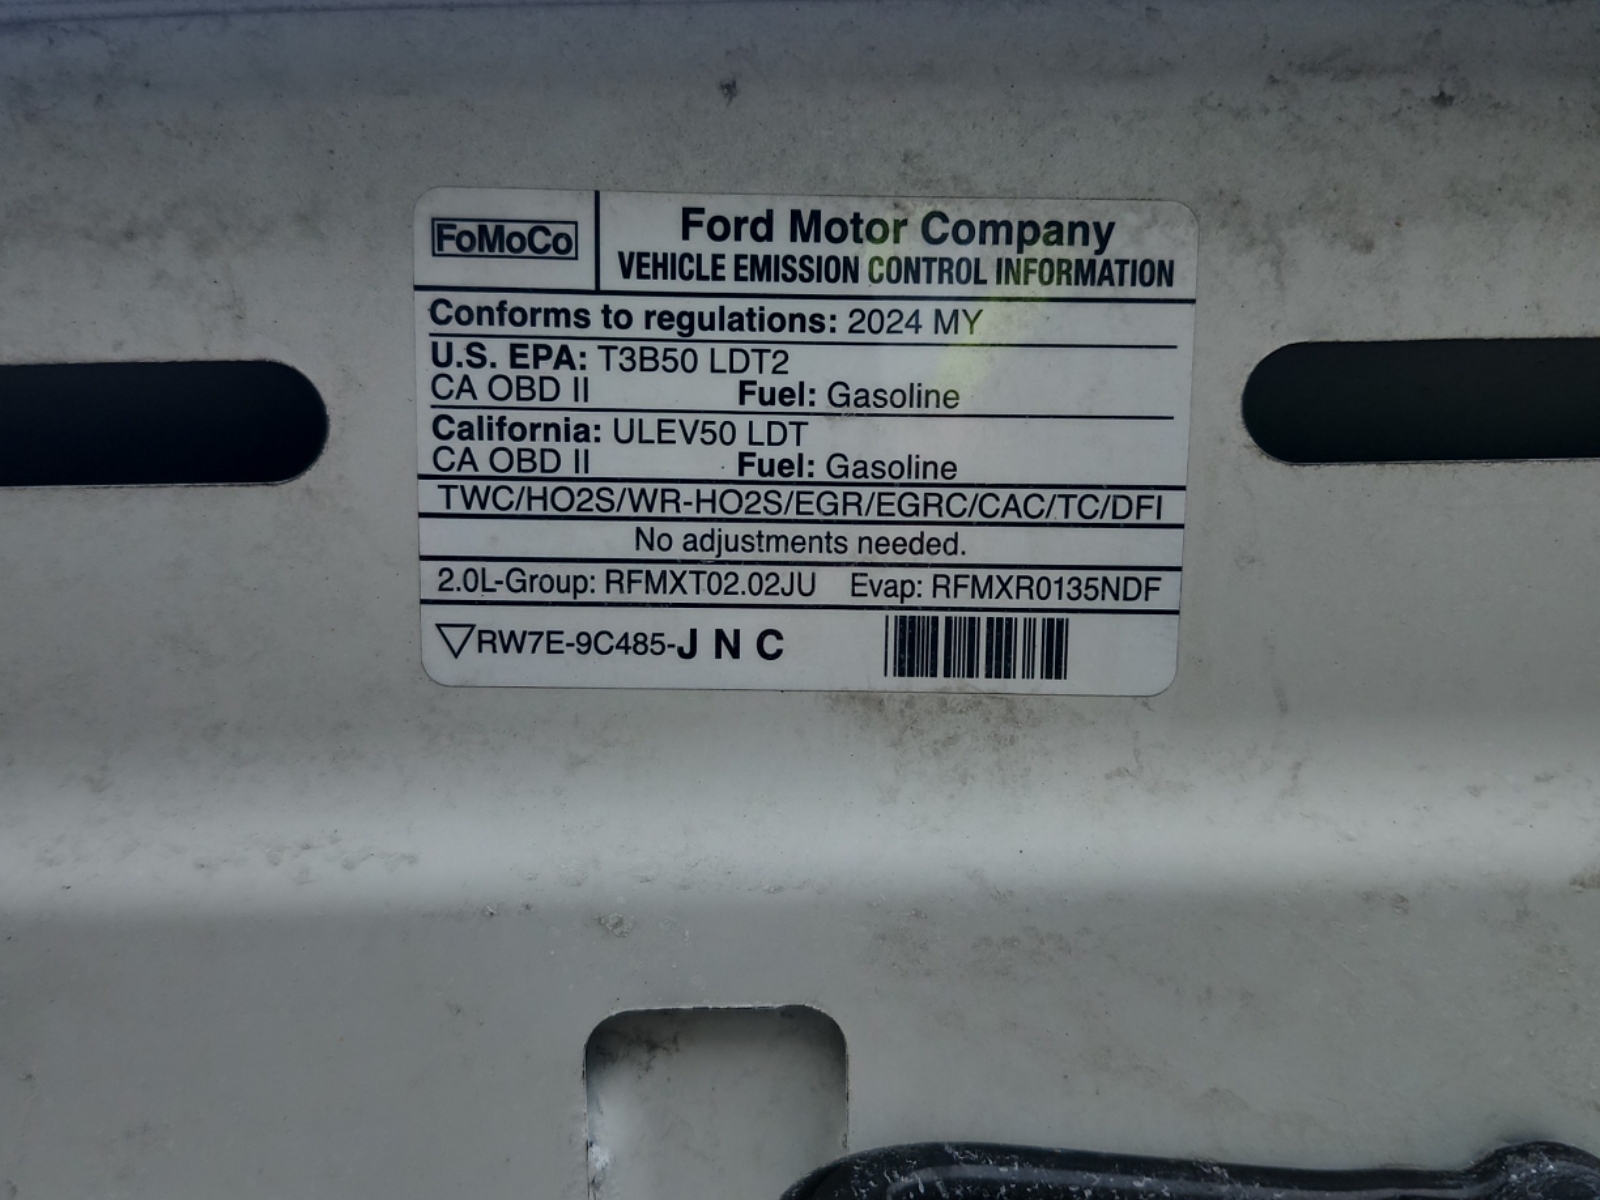 FoMoCo
Ford Motor Company
VEHICLE EMISSION CONTROL INFORMATION
Conforms to regulations: 2024 MY
U.S. EPA: T3B50 LDT2
CA OBD II Fuel: Gasoline
California: ULEV50 LDT
CA OBD II Fuel: Gasoline
TWC/HO2S/WR-HO2S/EGR/EGRC/CAC/TC/DFI
No adjustments needed.
2.0L-Group: RFMXT02.02JU Evap: RFMXR0135NDF
RW7E-9C485-J N C